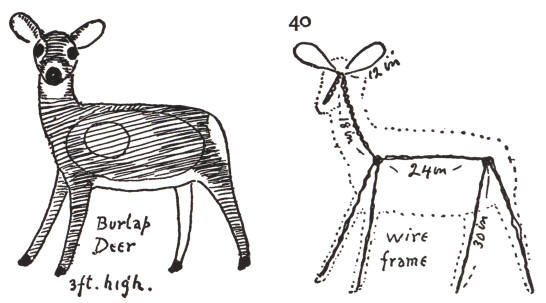 40
12 in
18 in
24 in
30 in
Burlap
Deer
3ft. high.
wire
frame